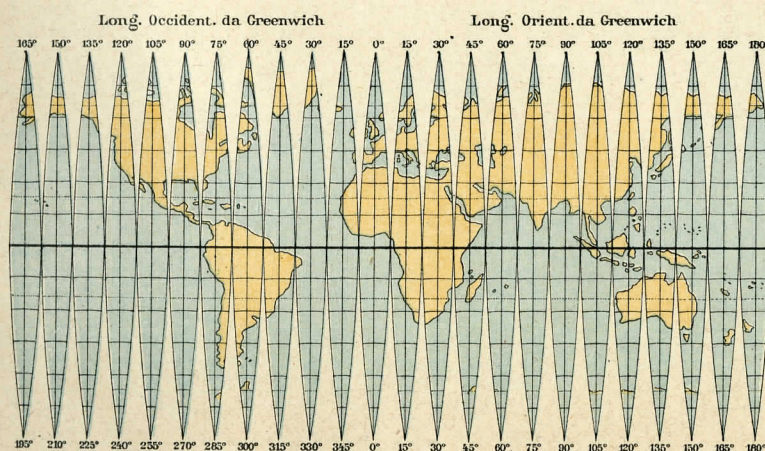 Long. Occident. da Greenwich Long. Orient. da Greenwich
165° 150° 135° 120° 105° 90° 75° 60° 45° 30° 15° 0° 15° 30° 45° 60° 75° 90° 105° 120° 135° 150° 165° 180°
195° 210° 225° 240° 255° 270° 285° 300° 315° 330° 345° 0° 15° 30° 45° 60° 75° 90° 105° 120° 135° 150° 165° 180°